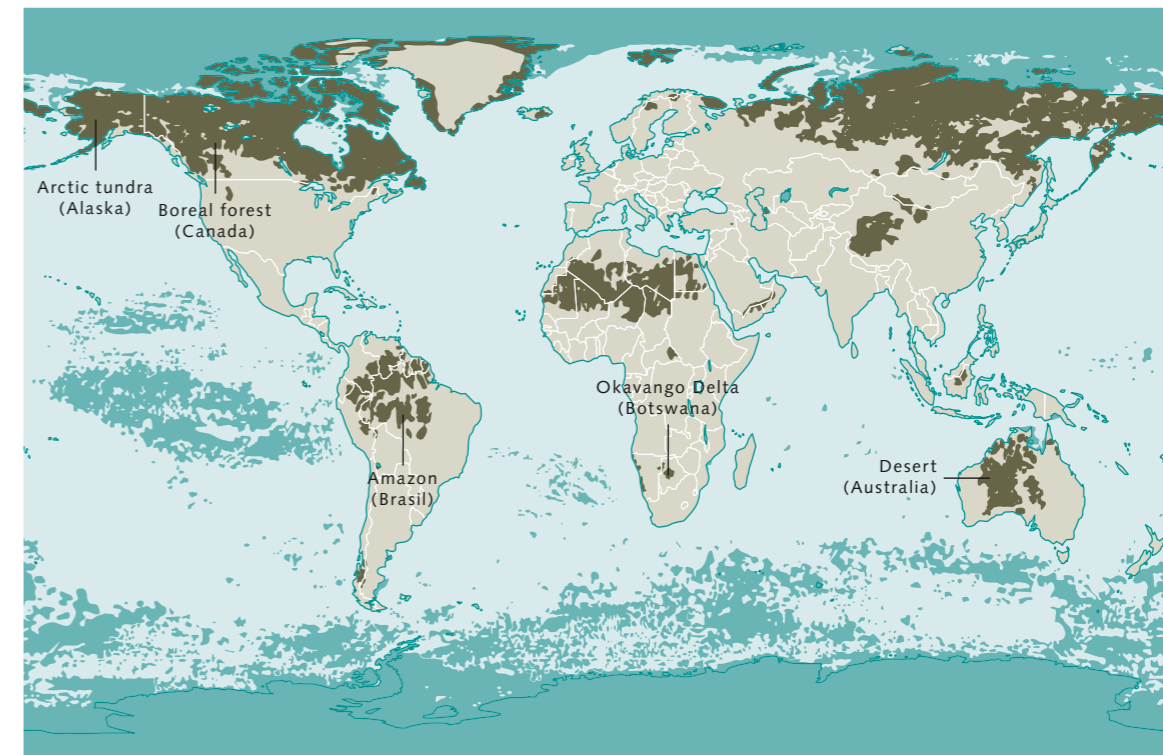 Arctic tundra
(Alaska)
Boreal forest
(Canada)
Okavango Delta
(Botswana)
Amazon
(Brasil)
Desert
(Australia)